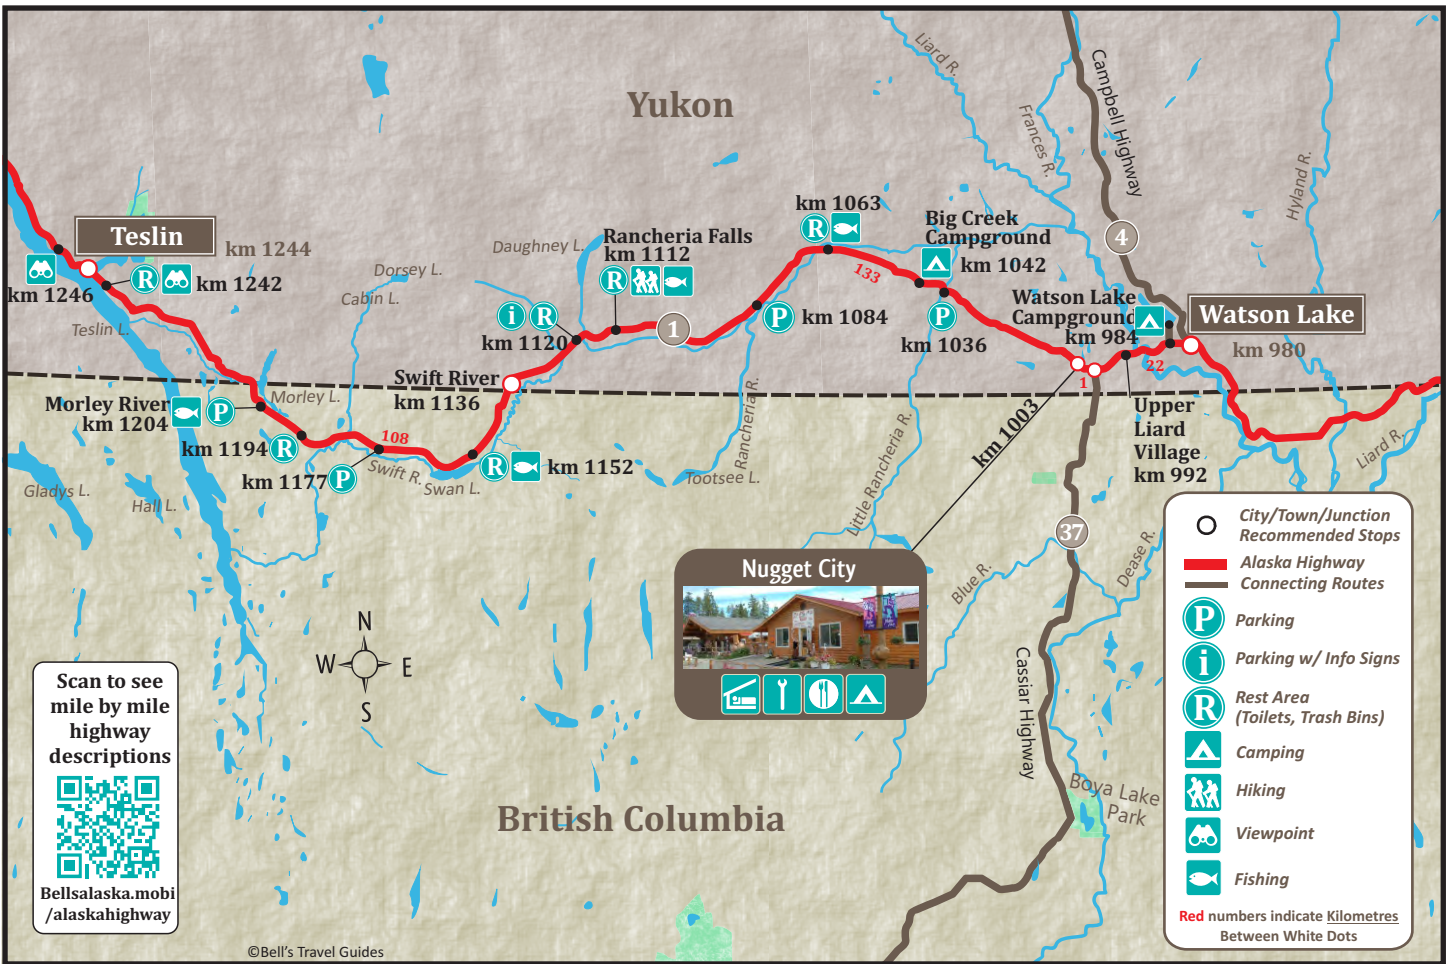 Yukon
Liard R.
Frances R.
Campbell Highway
Hyland R.
4
Teslin
km 1244
km 1246
R
km 1242
Teslin L.
Dorsey L.
Cabin L.
Daughney L.
Rancheria Falls
km 1112
R
i
R
km 1120
1
km 1063
R
133
P
km 1084
Big Creek
Campground
km 1042
P
km 1036
Watson Lake
Campground
km 984
Watson Lake
km 980
22
1
Upper
Liard
Village
km 992
Liard R.
Swift River
km 1136
Morley River
km 1204
P
Morley L.
km 1194
R
km 1177
P
108
Swift R.
Swan L.
R
km 1152
Gladys L.
Hall L.
Tootsee L.
Rancheria R.
Little Rancheria R.
km 1003
Nugget City
Blue R.
37
Dease R.
Cassiar Highway
Boya Lake
Park
British Columbia
N
W
E
S
Scan to see
mile by mile
highway
descriptions
Bellsalaska.mobi
/alaskahighway
©Bell's Travel Guides
City/Town/Junction
Recommended Stops
Alaska Highway
Connecting Routes
P
Parking
i
Parking w/ Info Signs
R
Rest Area
(Toilets, Trash Bins)
Camping
Hiking
Viewpoint
Fishing
Red numbers indicate Kilometres
Between White Dots